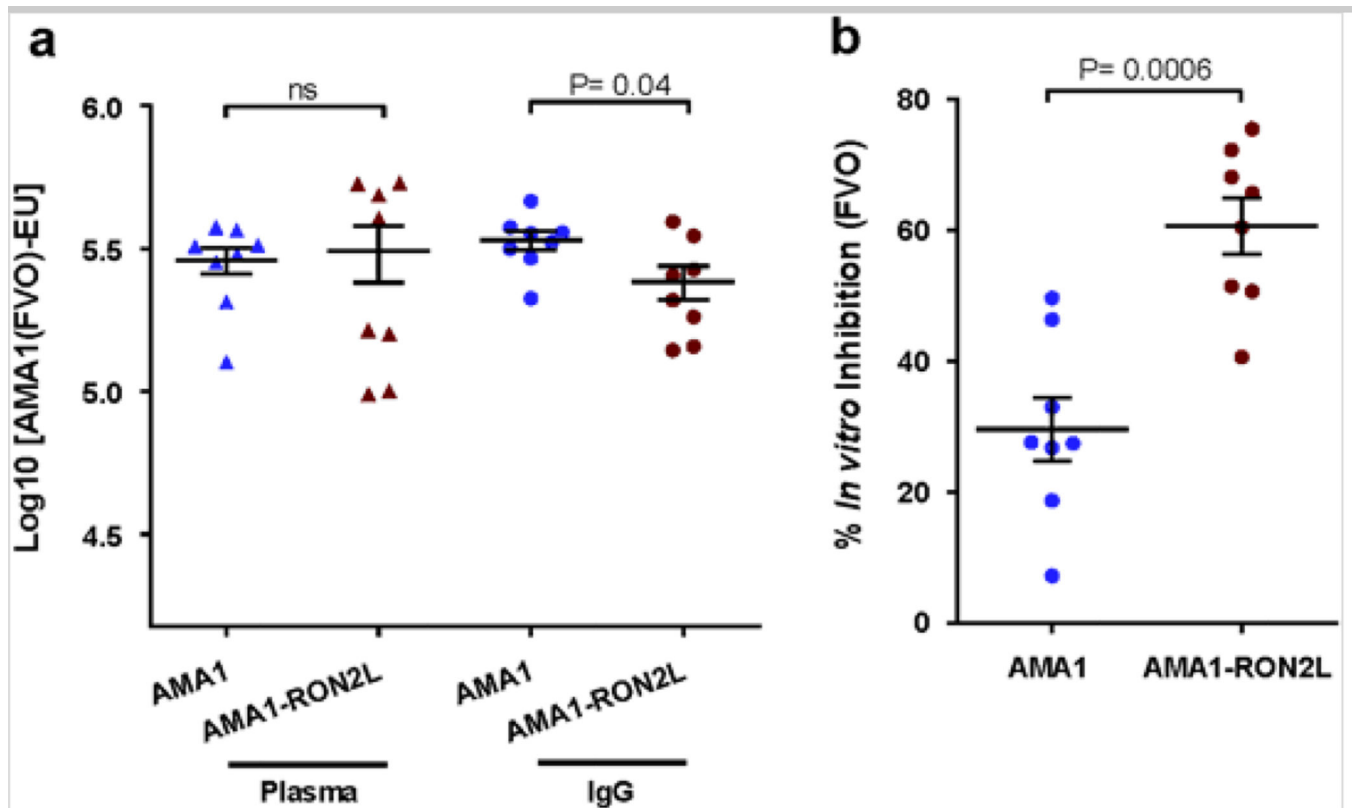 a
ns
P= 0.04
Log10 [AMA1(FVO)-EU]
6.0
5.5
5.0
4.5
AMA1
AMA1-RON2L
AMA1
AMA1-RON2L
Plasma
IgG
b
P= 0.0006
% In vitro Inhibition (FVO)
80
60
40
20
0
AMA1
AMA1-RON2L